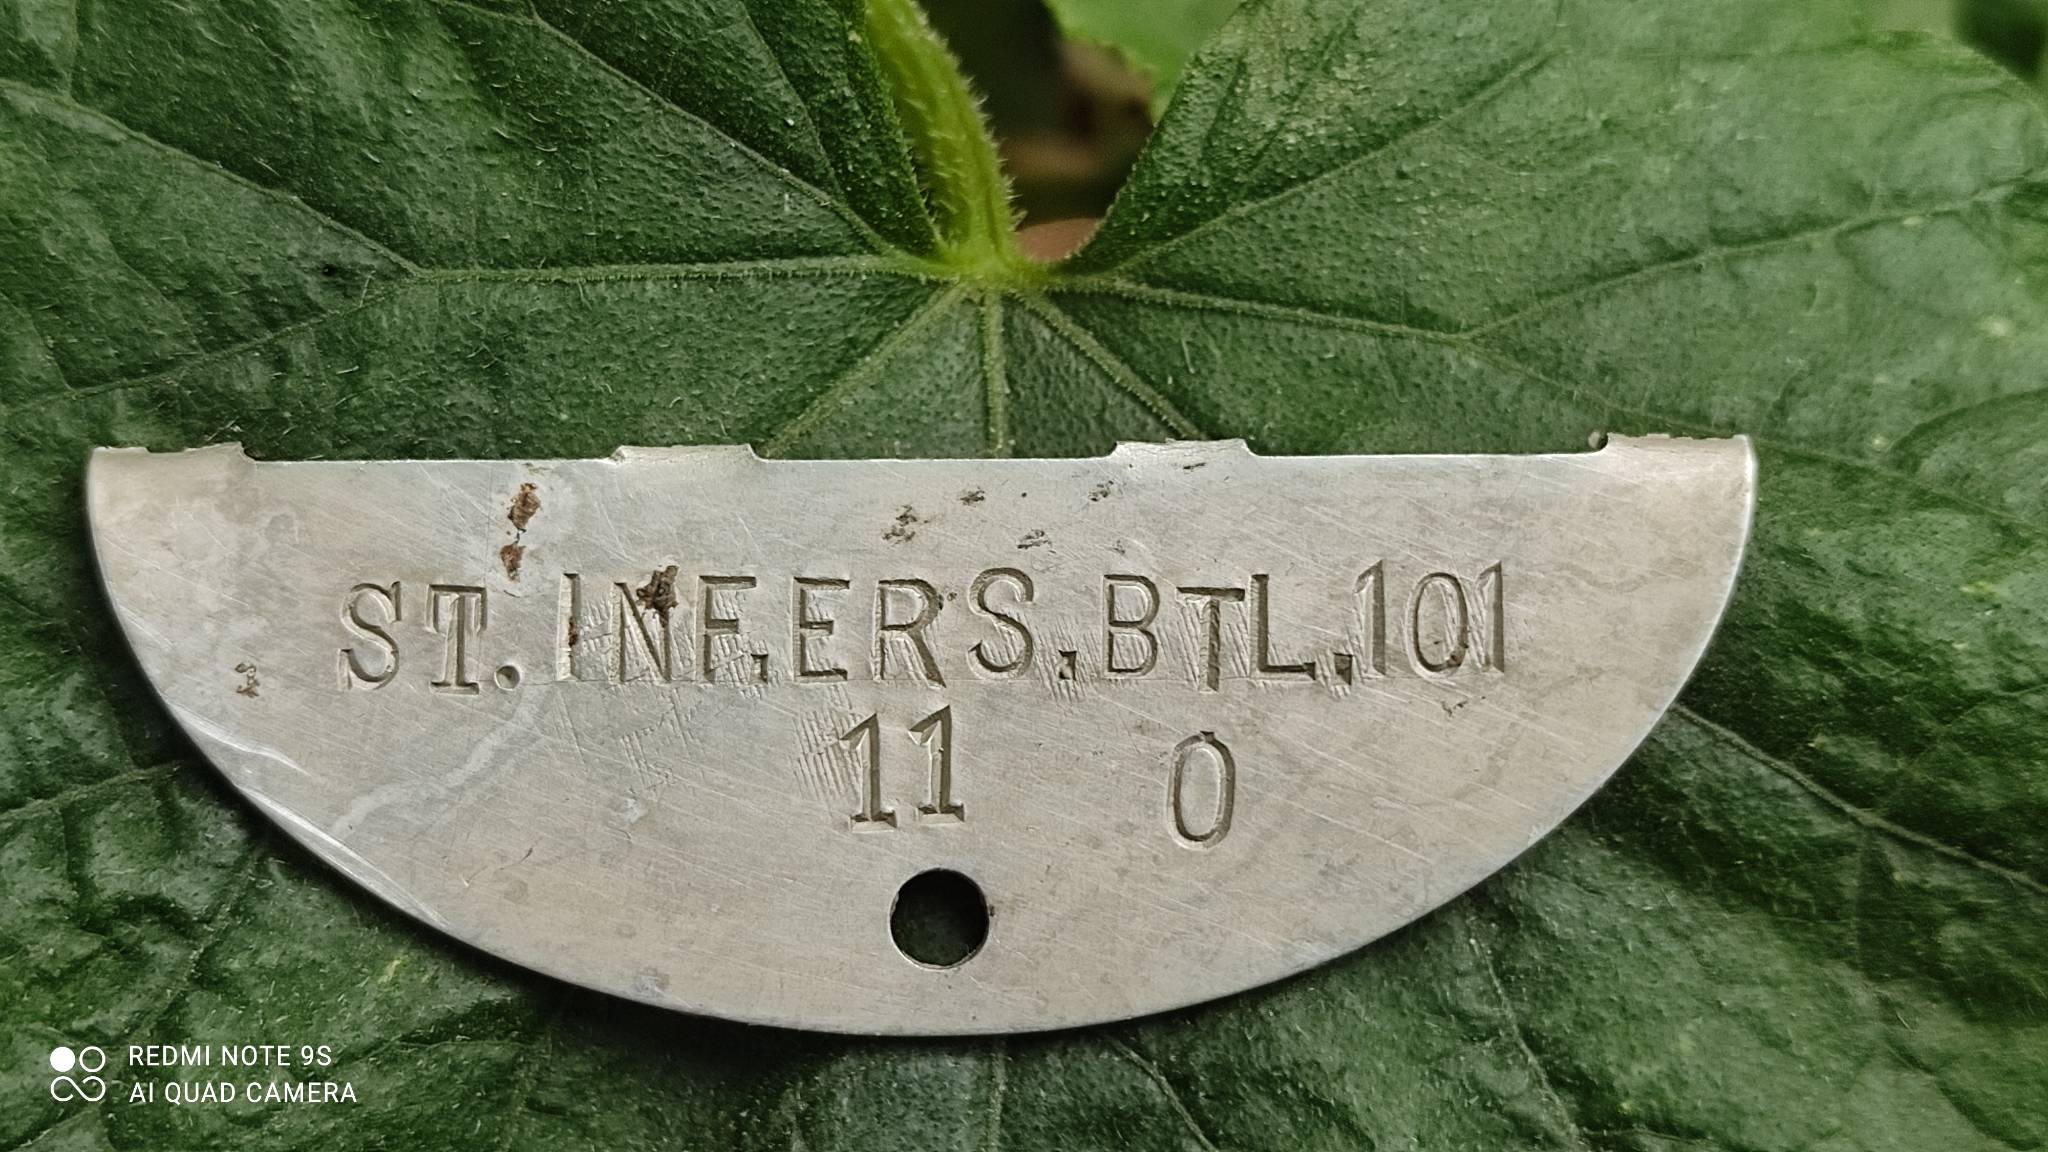 ST.INF.ERS.BTL.101
11 0
REDMI NOTE 9S
AI QUAD CAMERA